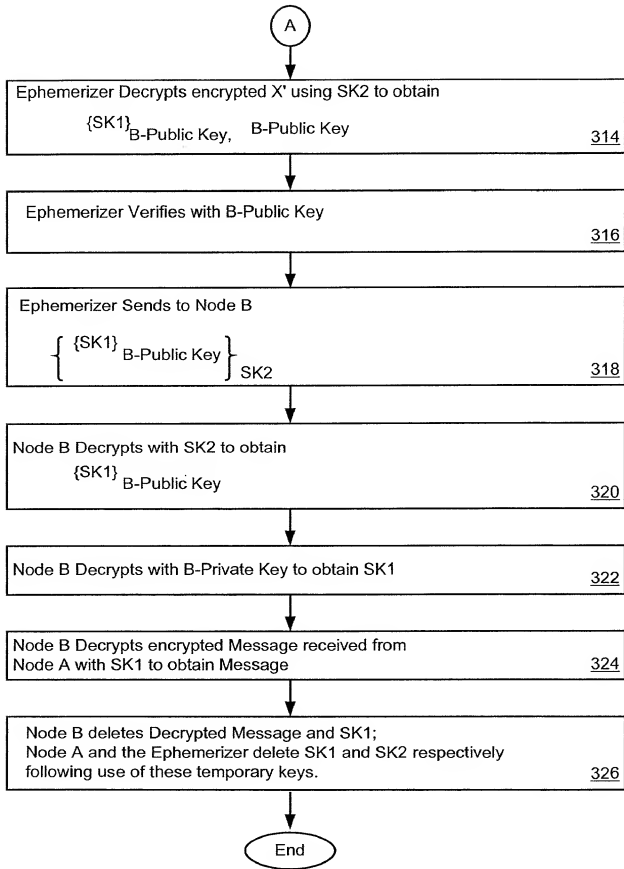 A
Ephemerizer Decrypts encrypted X' using SK2 to obtain
{SK1} B-Public Key, B-Public Key
314
Ephemerizer Verifies with B-Public Key
316
Ephemerizer Sends to Node B
{ {SK1} B-Public Key } SK2
318
Node B Decrypts with SK2 to obtain
{SK1} B-Public Key
320
Node B Decrypts with B-Private Key to obtain SK1
322
Node B Decrypts encrypted Message received from
Node A with SK1 to obtain Message
324
Node B deletes Decrypted Message and SK1;
Node A and the Ephemerizer delete SK1 and SK2 respectively
following use of these temporary keys.
326
End